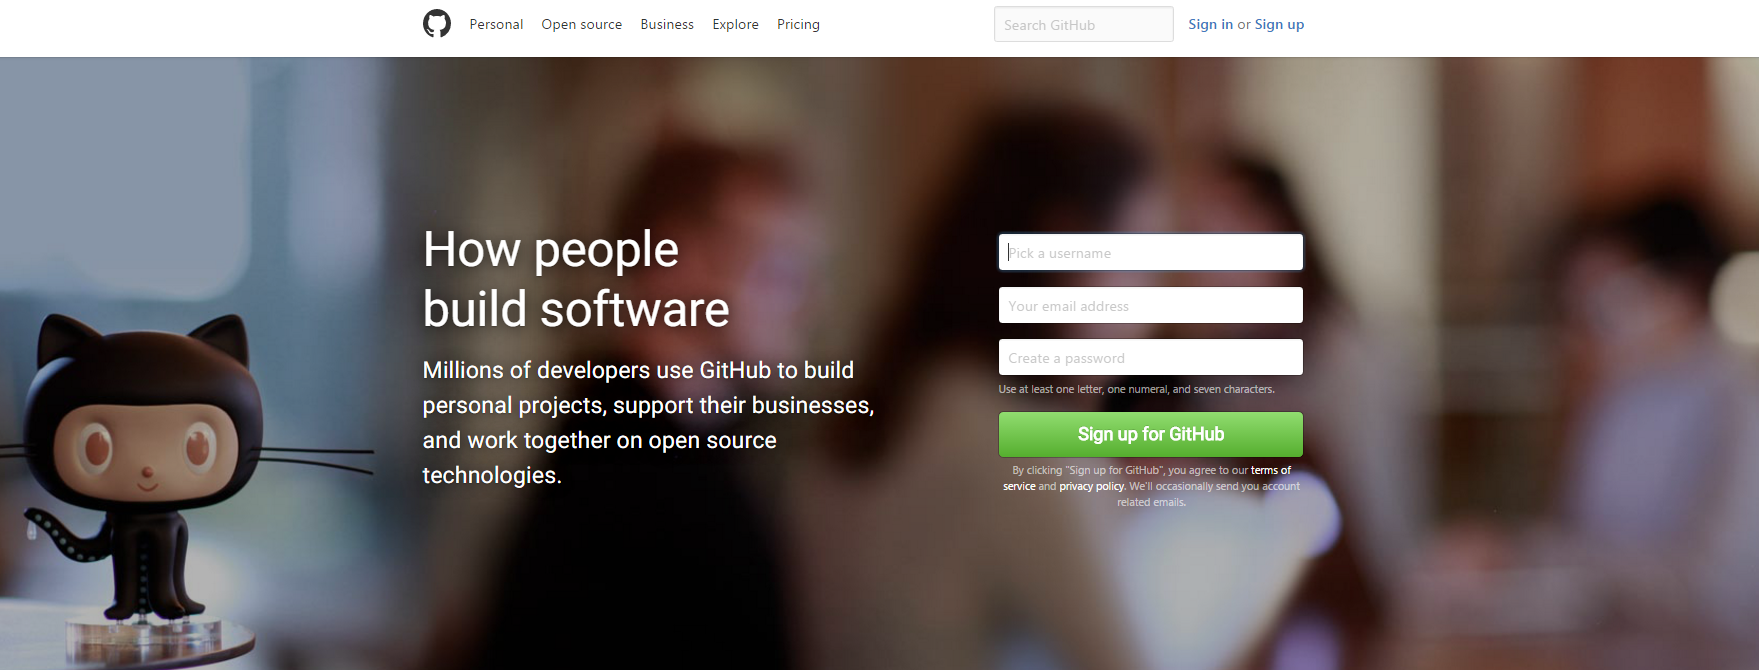 Personal Open source Business Explore Pricing Search GitHub Sign in or Sign up
How people
build software
Millions of developers use GitHub to build
personal projects, support their businesses,
and work together on open source
technologies.
Pick a username
Your email address
Create a password
Use at least one letter, one numeral, and seven characters.
Sign up for GitHub
By clicking "Sign up for GitHub", you agree to our terms of
service and privacy policy. We'll occasionally send you account
related emails.